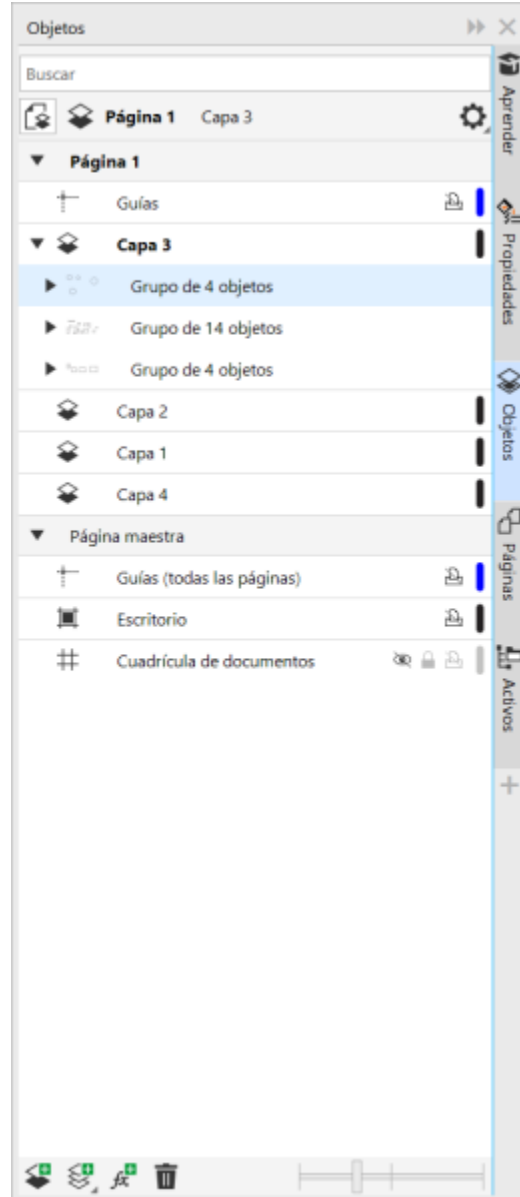 Objetos
Buscar
Página 1 Capa 3
Página 1
Guías
Capa 3
Grupo de 4 objetos
Grupo de 14 objetos
Grupo de 4 objetos
Capa 2
Capa 1
Capa 4
Página maestra
Guías (todas las páginas)
Escritorio
Cuadrícula de documentos
Aprender
Propiedades
Objetos
Páginas
Activos